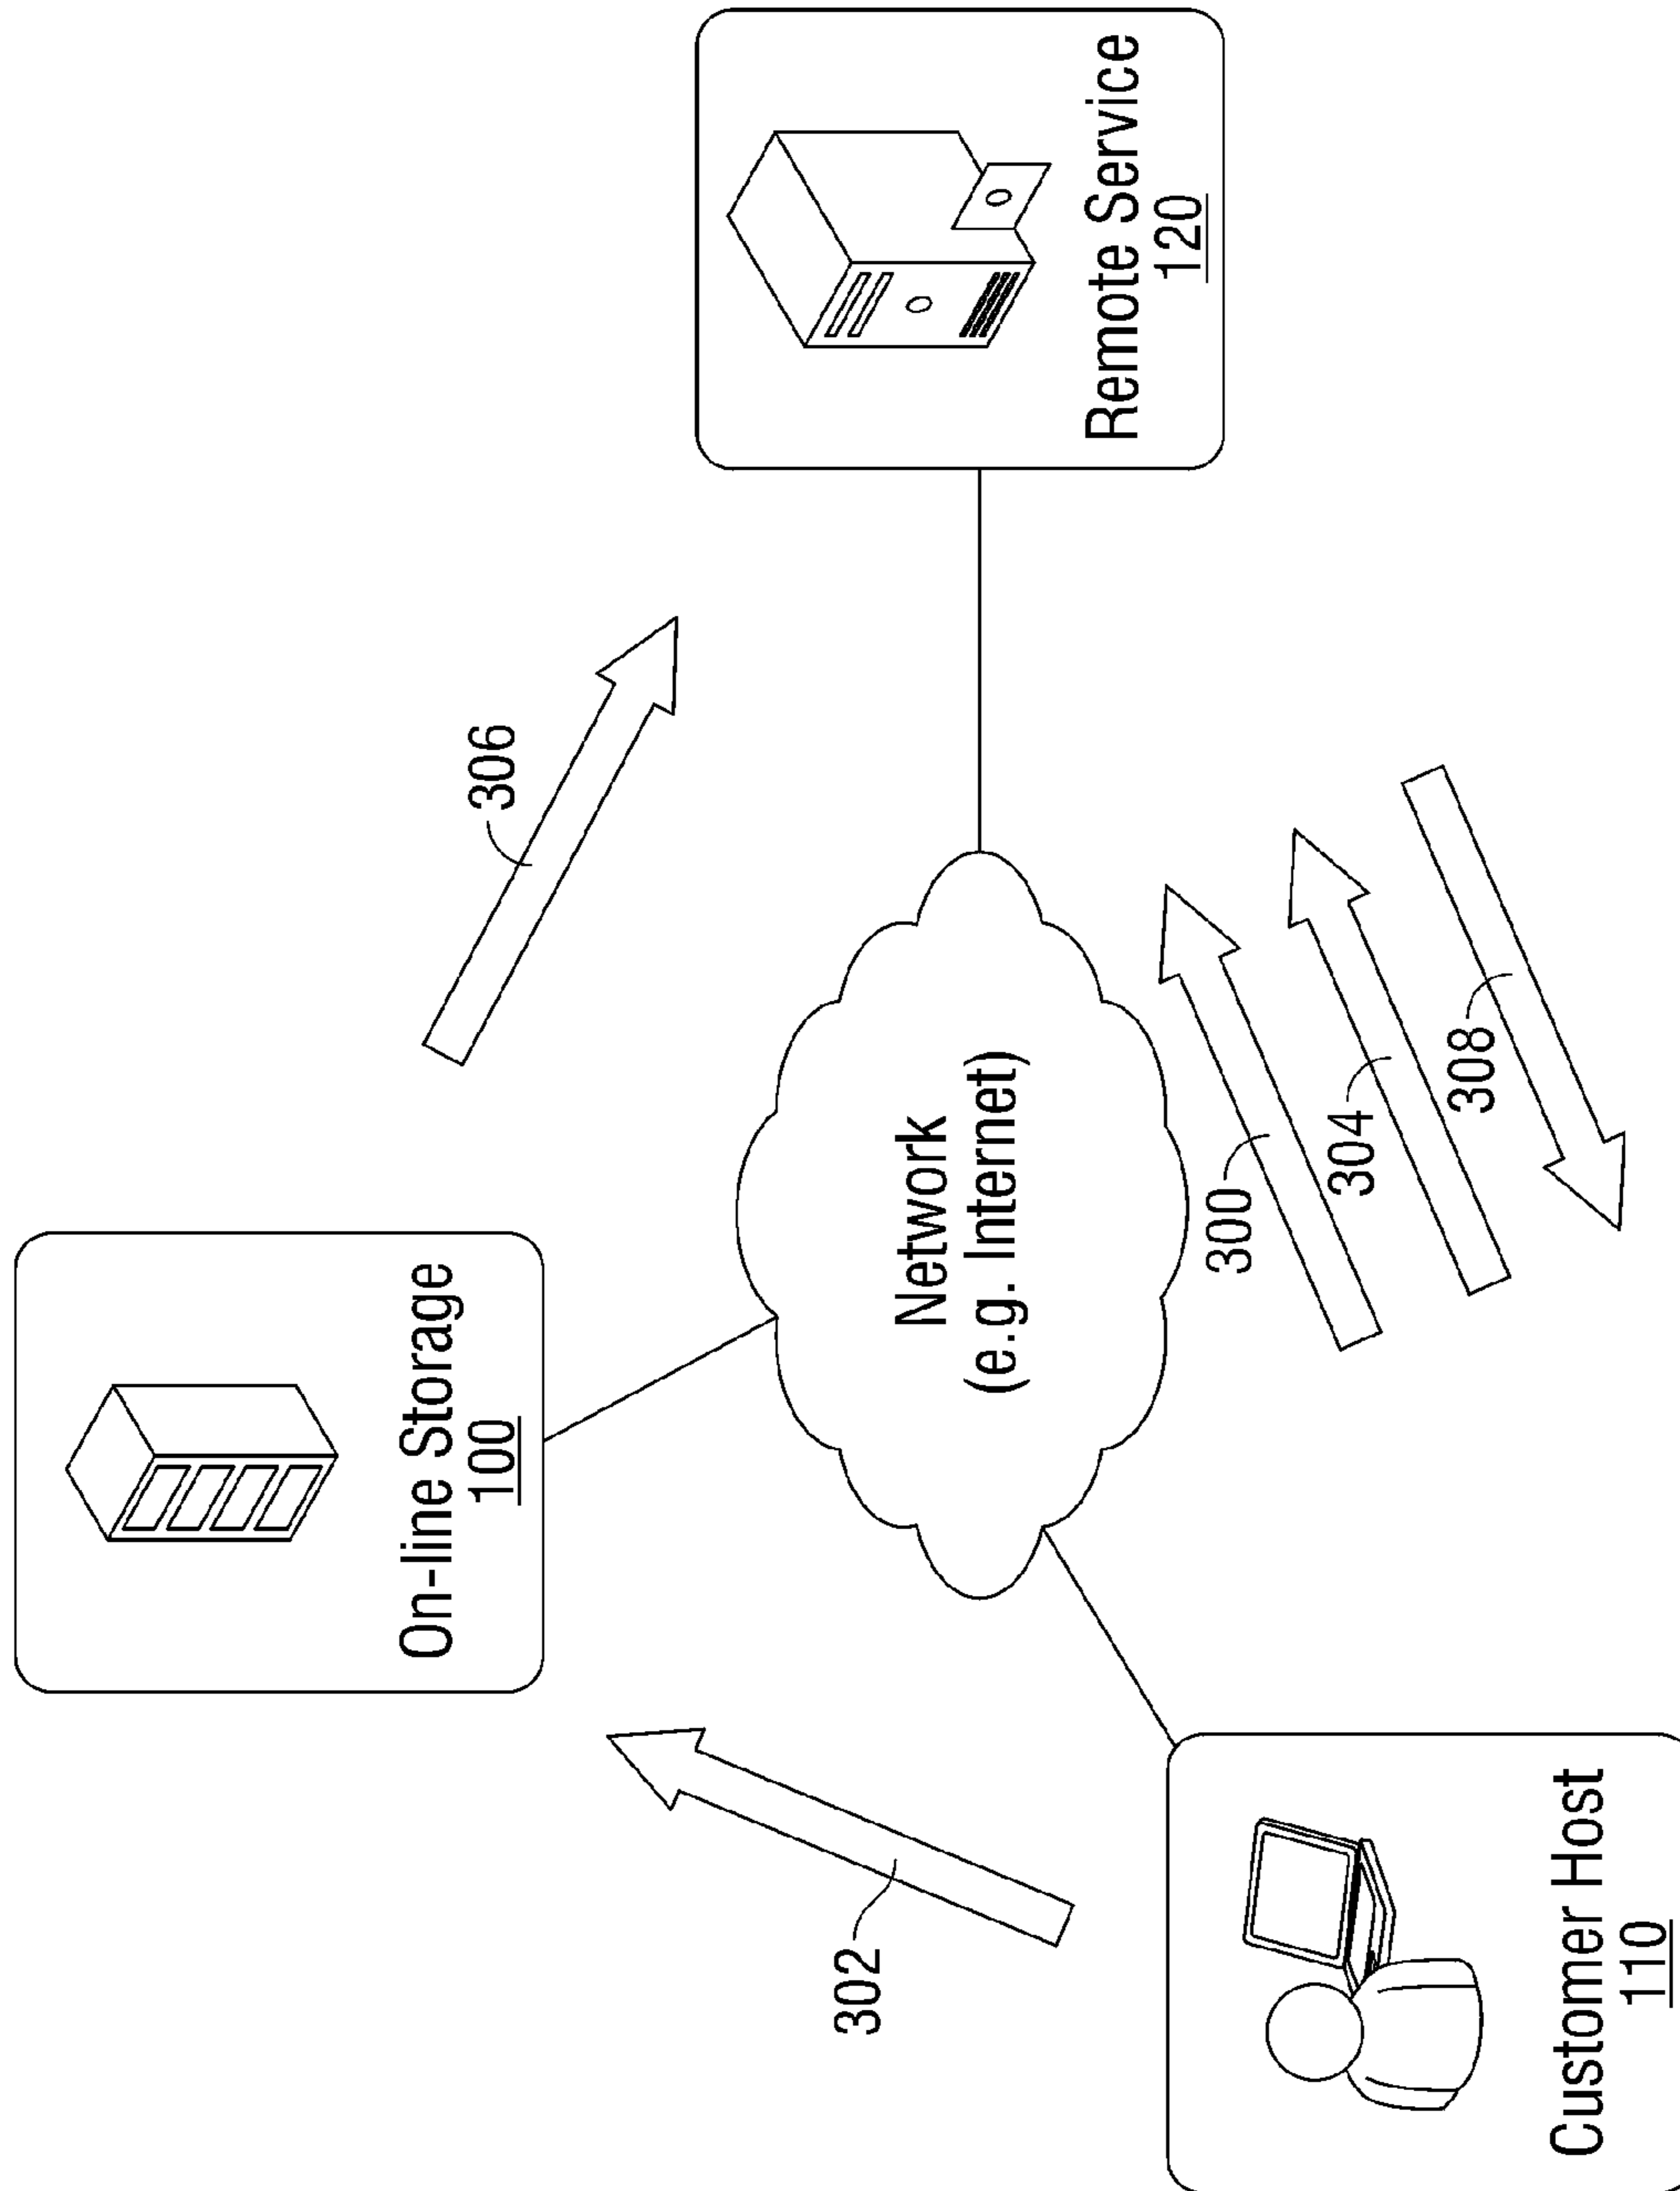 On-line Storage
100
302
306
Network
(e.g. Internet)
Customer Host
110
300
304
308
Remote Service
120